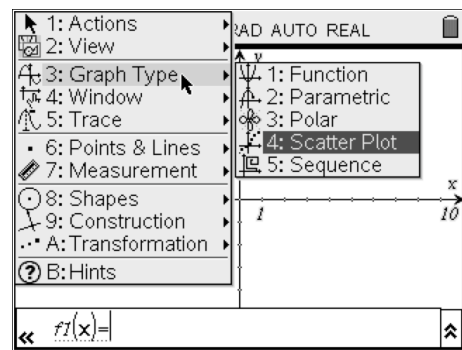 1: Actions
2: View
3: Graph Type
4: Window
5: Trace
6: Points & Lines
7: Measurement
8: Shapes
9: Construction
A: Transformation
B: Hints
RAD AUTO REAL
y
1: Function
2: Parametric
3: Polar
4: Scatter Plot
5: Sequence
x
1
10
« f1(x)=